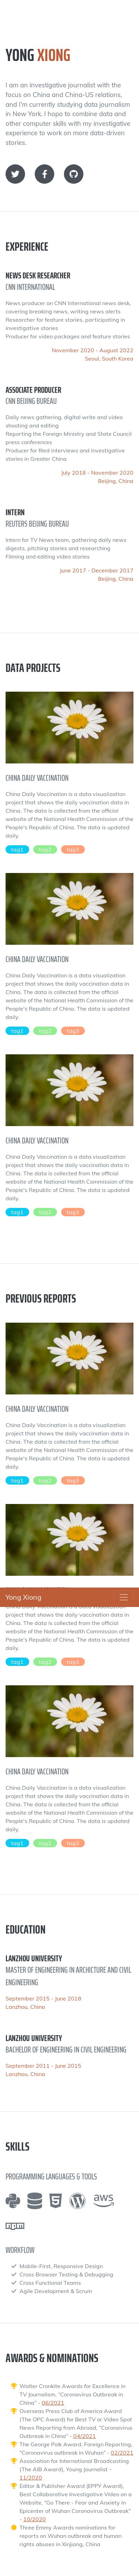 YONG XIONG
I am an investigative journalist with the
focus on China and China-US relations,
and I'm currently studying data journalism
in New York. I hope to combine data and
other computer skills with my investigative
experience to work on more data-driven
stories.
EXPERIENCE
NEWS DESK RESEARCHER
CNN INTERNATIONAL
News producer on CNN International news desk,
covering breaking news, writing news alerts
Researcher for feature stories, participating in
investigative stories
Producer for video packages and feature stories
November 2020 - August 2022
Seoul, South Korea
ASSOCIATE PRODUCER
CNN BEIJING BUREAU
Daily news gathering, digital write and video
shooting and editing
Reporting the Foreign Ministry and State Council
press conferences
Producer for filed interviews and investigative
stories in Greater China
July 2018 - November 2020
Beijing, China
INTERN
REUTERS BEIJING BUREAU
Intern for TV News team, gathering daily news
digests, pitching stories and researching
Filming and editing video stories
June 2017 - December 2017
Beijing, China
DATA PROJECTS
CHINA DAILY VACCINATION
China Daily Vaccination is a data visualization
project that shows the daily vaccination data in
China. The data is collected from the official
website of the National Health Commission of the
People's Republic of China. The data is updated
daily.
tag1 tag2 tag3
CHINA DAILY VACCINATION
China Daily Vaccination is a data visualization
project that shows the daily vaccination data in
China. The data is collected from the official
website of the National Health Commission of the
People's Republic of China. The data is updated
daily.
tag1 tag2 tag3
CHINA DAILY VACCINATION
China Daily Vaccination is a data visualization
project that shows the daily vaccination data in
China. The data is collected from the official
website of the National Health Commission of the
People's Republic of China. The data is updated
daily.
tag1 tag2 tag3
PREVIOUS REPORTS
CHINA DAILY VACCINATION
China Daily Vaccination is a data visualization
project that shows the daily vaccination data in
China. The data is collected from the official
website of the National Health Commission of the
People's Republic of China. The data is updated
daily.
tag1 tag2 tag3
Yong Xiong
project that shows the daily vaccination data in
China. The data is collected from the official
website of the National Health Commission of the
People's Republic of China. The data is updated
daily.
tag1 tag2 tag3
CHINA DAILY VACCINATION
China Daily Vaccination is a data visualization
project that shows the daily vaccination data in
China. The data is collected from the official
website of the National Health Commission of the
People's Republic of China. The data is updated
daily.
tag1 tag2 tag3
EDUCATION
LANZHOU UNIVERSITY
MASTER OF ENGINEERING IN ARCHICTURE AND CIVIL
ENGINEERING
September 2015 - June 2018
Lanzhou, China
LANZHOU UNIVERSITY
BACHELOR OF ENGINEERING IN CIVIL ENGINEERING
September 2011 - June 2015
Lanzhou, China
SKILLS
PROGRAMMING LANGUAGES & TOOLS
aws
npm
WORKFLOW
Mobile-First, Responsive Design
Cross Browser Testing & Debugging
Cross Functional Teams
Agile Development & Scrum
AWARDS & NOMINATIONS
Walter Cronkite Awards for Excellence in
TV Journalism, "Coronavirus Outbreak in
China" - 06/2021
Overseas Press Club of America Award
(The OPC Award) for Best TV or Video Spot
News Reporting from Abroad, "Coronavirus
Outbreak in China" - 04/2021
The George Polk Award, Foreign Reporting,
"Coronavirus outbreak in Wuhan" - 02/2021
Association for International Broadcasting
(The AIB Award), Young Journalist -
11/2020
Editor & Publisher Award (EPPY Award),
Best Collaborative Investigative Video on a
Website, "Go There - Fear and Anxiety in
Epicenter of Wuhan Coronavirus Outbreak"
- 10/2020
Three Emmy Awards nominations for
reports on Wuhan outbreak and human
rights abuses in Xinjiang, China